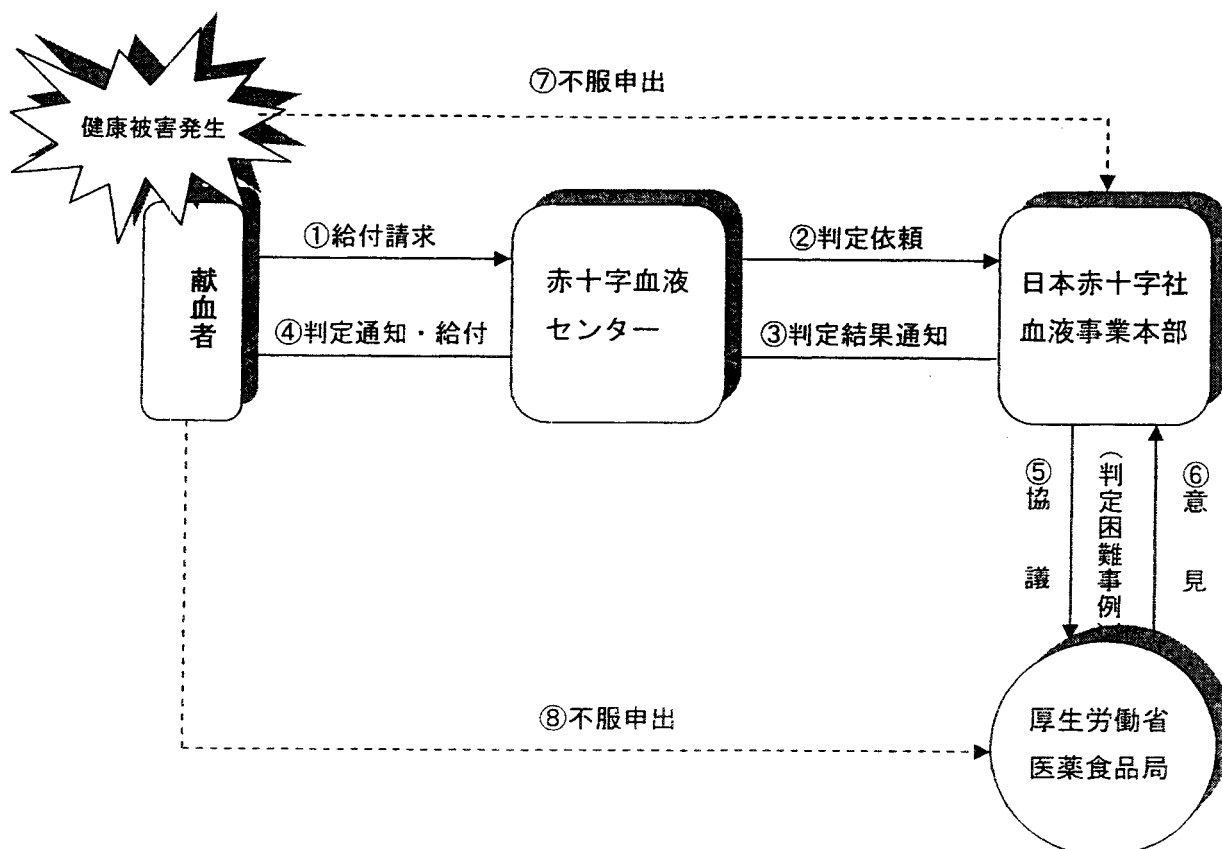 ⑦不服申出
健康被害発生
①給付請求
②判定依頼
献血者
赤十字血液
センター
日本赤十字社
血液事業本部
④判定通知・給付
③判定結果通知
⑤協議
(判定困難事例)
⑥意見
⑧不服申出
厚生労働省
医薬食品局